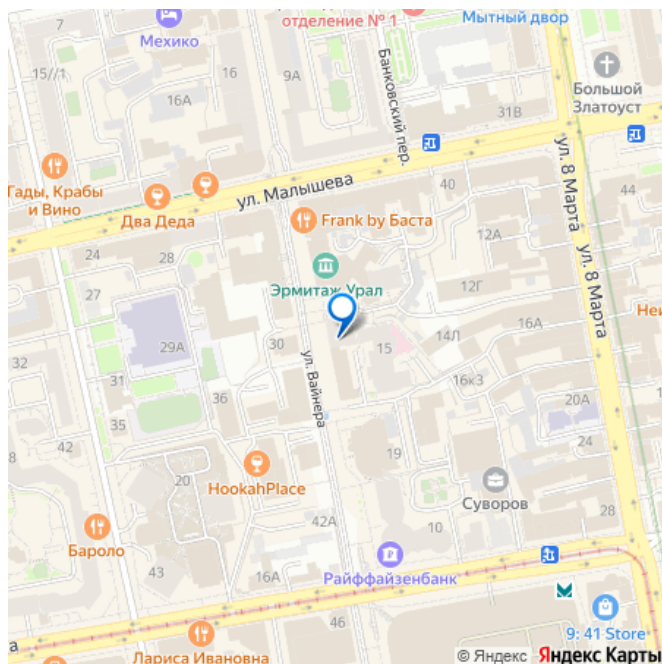 отделение № 1
Мытный двор
7
Мехико
16
9А
15//1
16А
Банковский пер.
Большой
Златоуст
31В
ул. 8 Марта
Гады, Крабы
и Вино
ул. Малышева
40
44
Два Деда
Frank by Баста
12А
24
28
ул. 8 Марта
27
Эрмитаж Урал
12Г
29А
30
15
14Л
16А
32
ул. Вайнера
31
16к3
35
20А
42
19
24
8
20
HookahPlace
Суворов
42А
10
28
Бароло
43
16А
Райффайзенбанк
46
9: 41 Store
Лариса Ивановна
© Яндекс Яндекс Карты